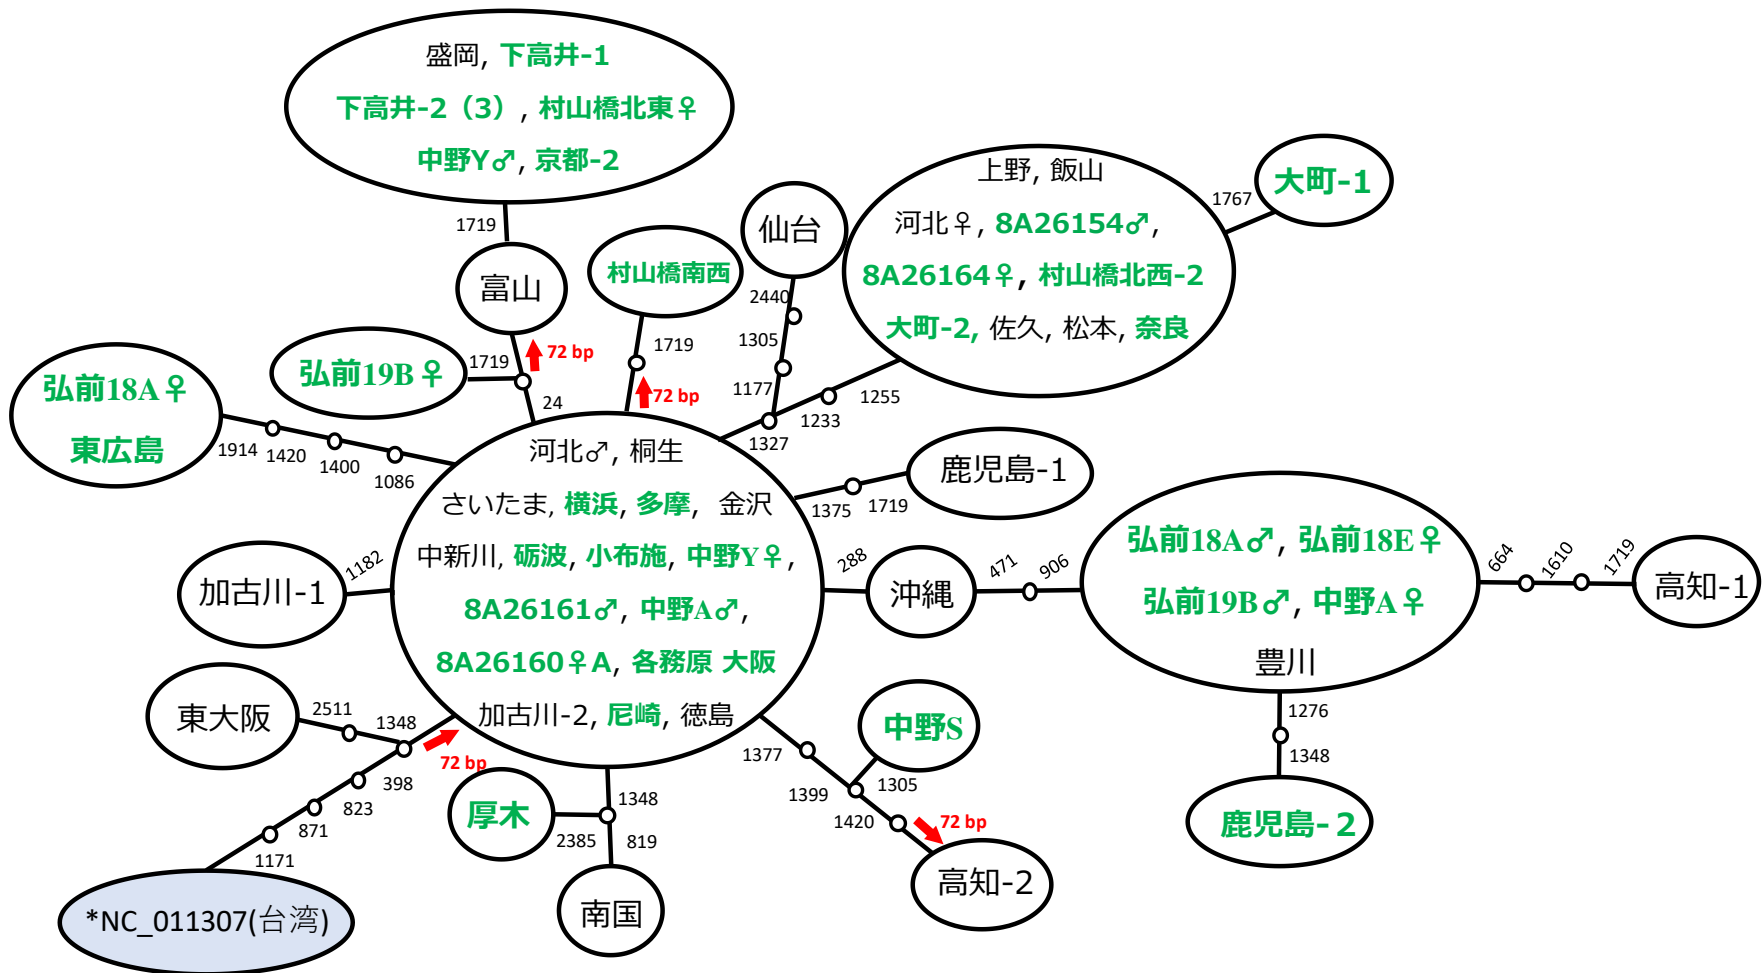 盛岡, 下高井-1
下高井-2（3）, 村山橋北東♀
中野Y♂, 京都-2
1719
富山
弘前19B♀
1719
72 bp
24
村山橋南西
1719
72 bp
仙台
2440
1305
1177
1327
1233
1255
上野, 飯山
河北♀, 8A26154♂,
8A26164♀, 村山橋北西-2
大町-2, 佐久, 松本, 奈良
1767
大町-1
弘前18A♀
東広島
1914
1420
1400
1086
河北♂, 桐生
さいたま, 横浜, 多摩, 金沢
中新川, 砺波, 小布施, 中野Y♀,
8A26161♂, 中野A♂,
8A26160♀A, 各務原 大阪
加古川-2, 尼崎, 徳島
1375
1719
鹿児島-1
加古川-1
1182
288
沖縄
471
906
弘前18A♂, 弘前18E♀
弘前19B♂, 中野A♀
豊川
664
1610
1719
高知-1
1276
1348
鹿児島-2
東大阪
2511
1348
72 bp
398
823
871
1171
*NC_011307(台湾)
厚木
2385
1348
819
南国
1377
1399
1305
中野S
1420
72 bp
高知-2